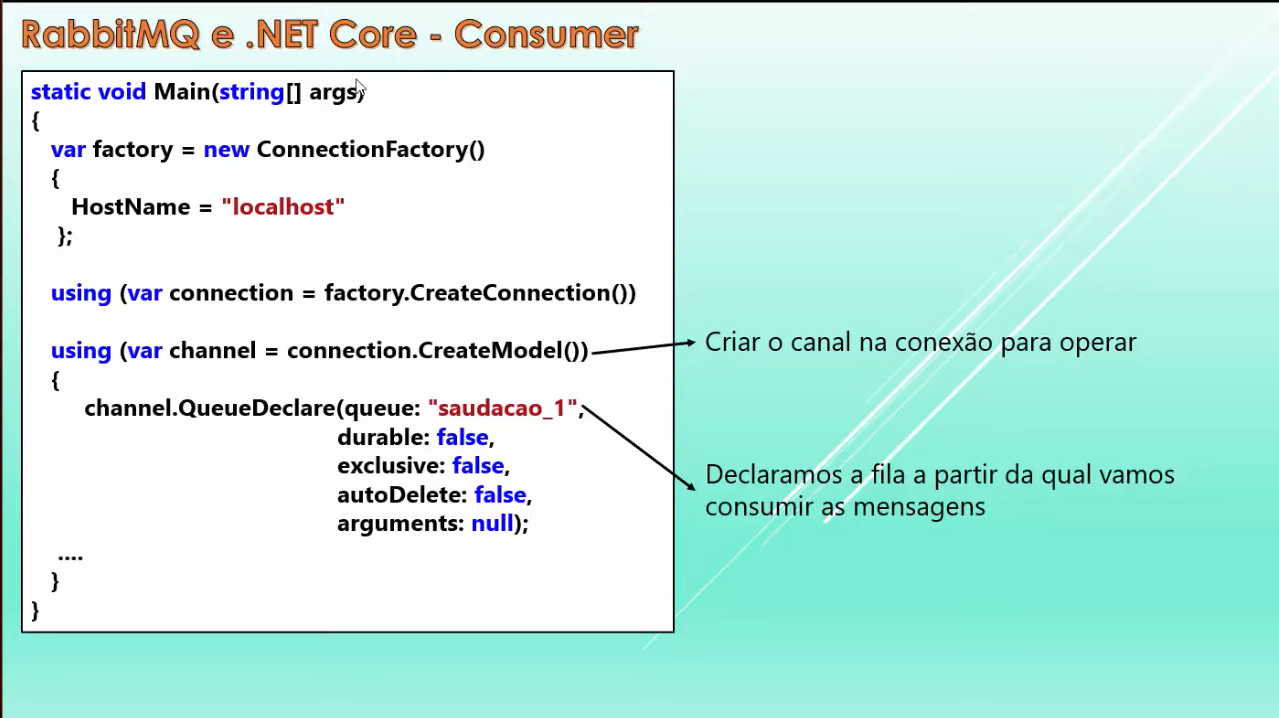 RabbitMQ e .NET Core - Consumer
static void Main(string[] args)
{
var factory = new ConnectionFactory()
{
HostName = "localhost"
};
using (var connection = factory.CreateConnection())
using (var channel = connection.CreateModel())
{
channel.QueueDeclare(queue: "saudacao_1",
durable: false,
exclusive: false,
autoDelete: false,
arguments: null);
....
}
}
Criar o canal na conexão para operar
Declaramos a fila a partir da qual vamos
consumir as mensagens